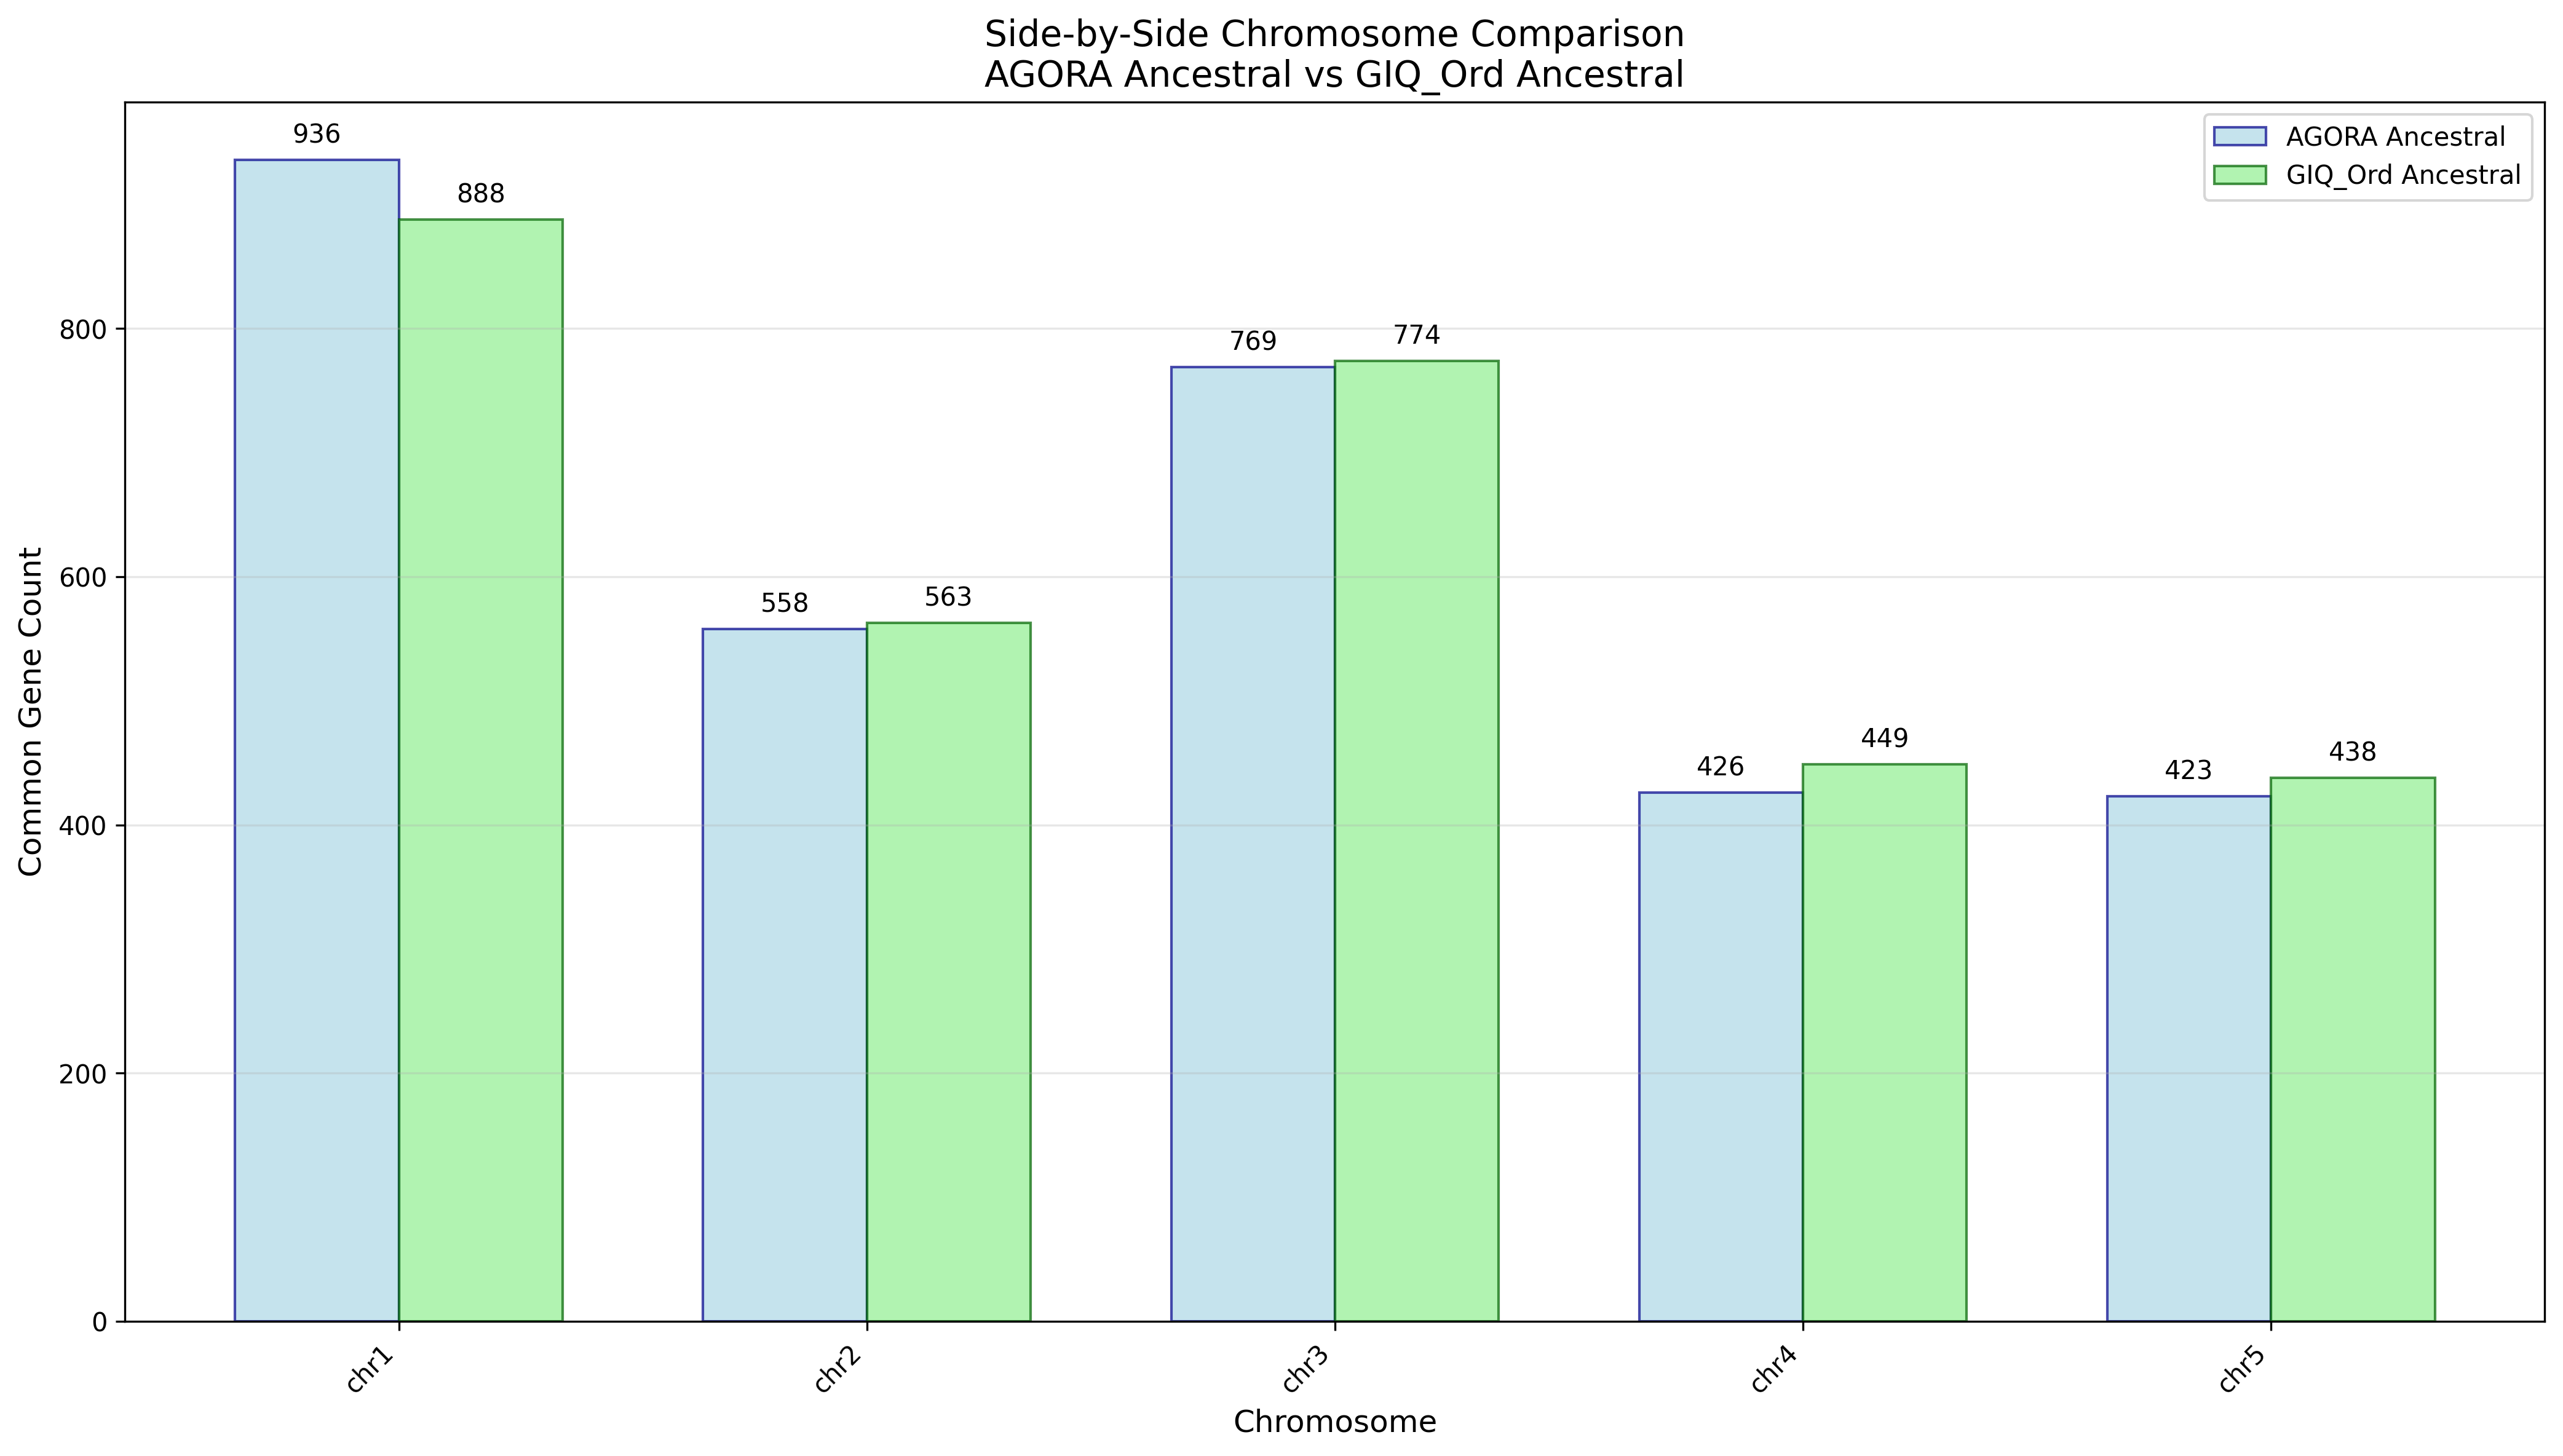 Side-by-Side Chromosome Comparison
AGORA Ancestral vs GIQ_Ord Ancestral
AGORA Ancestral
GIQ_Ord Ancestral
Common Gene Count
800
600
400
200
0
936
888
558
563
769
774
426
449
423
438
chr1
chr2
chr3
chr4
chr5
Chromosome